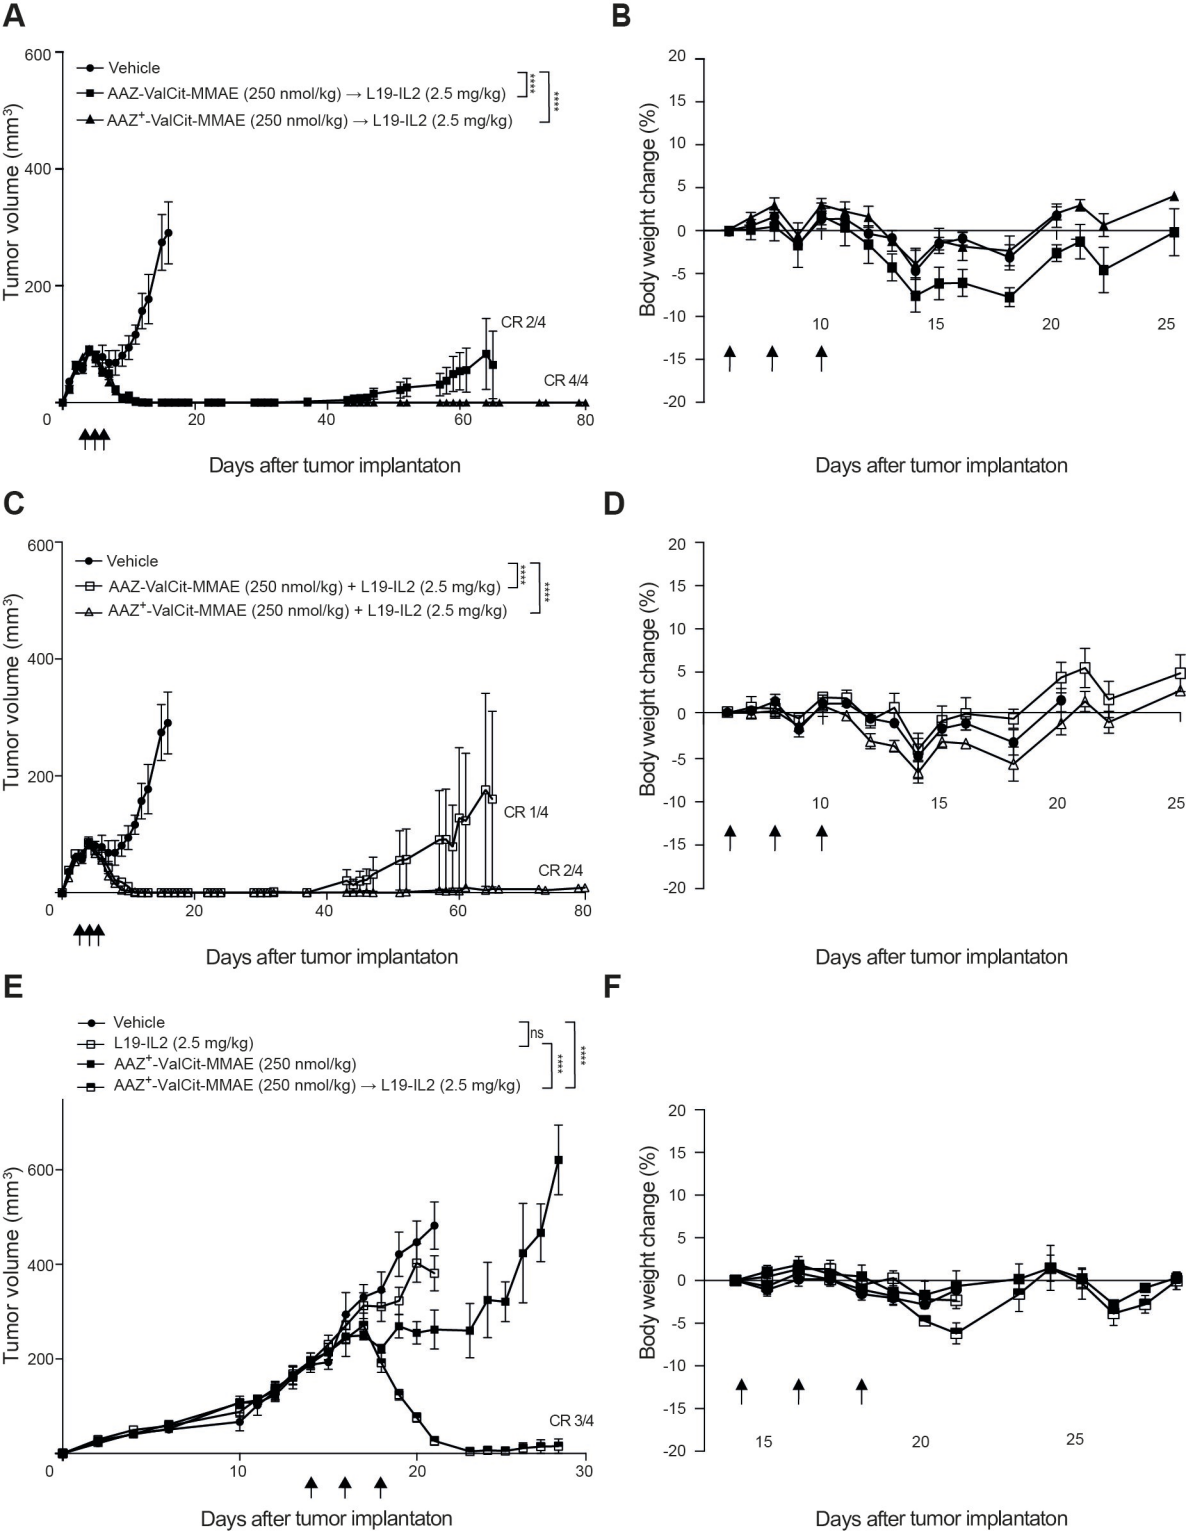 A
600
400
200
0
20
40
60
80
Tumor volume (mm3)
Vehicle
AAZ-ValCit-MMAE (250 nmol/kg) → L19-IL2 (2.5 mg/kg)
AAZ+-ValCit-MMAE (250 nmol/kg) → L19-IL2 (2.5 mg/kg)
****
****
CR 2/4
CR 4/4
Days after tumor implantaton
B
20
15
10
5
0
-5
-10
-15
-20
Body weight change (%)
10
15
20
25
Days after tumor implantaton
C
600
400
200
0
20
40
60
80
Tumor volume (mm3)
Vehicle
AAZ-ValCit-MMAE (250 nmol/kg) + L19-IL2 (2.5 mg/kg)
AAZ+-ValCit-MMAE (250 nmol/kg) + L19-IL2 (2.5 mg/kg)
****
****
CR 1/4
CR 2/4
Days after tumor implantaton
D
20
15
10
5
0
-5
-10
-15
-20
Body weight change (%)
10
15
20
25
Days after tumor implantaton
E
Vehicle
L19-IL2 (2.5 mg/kg)
AAZ+-ValCit-MMAE (250 nmol/kg)
AAZ+-ValCit-MMAE (250 nmol/kg) → L19-IL2 (2.5 mg/kg)
ns
****
****
600
400
200
0
10
20
30
Tumor volume (mm3)
CR 3/4
Days after tumor implantaton
F
20
15
10
5
0
-5
-10
-15
-20
Body weight change (%)
15
20
25
Days after tumor implantaton